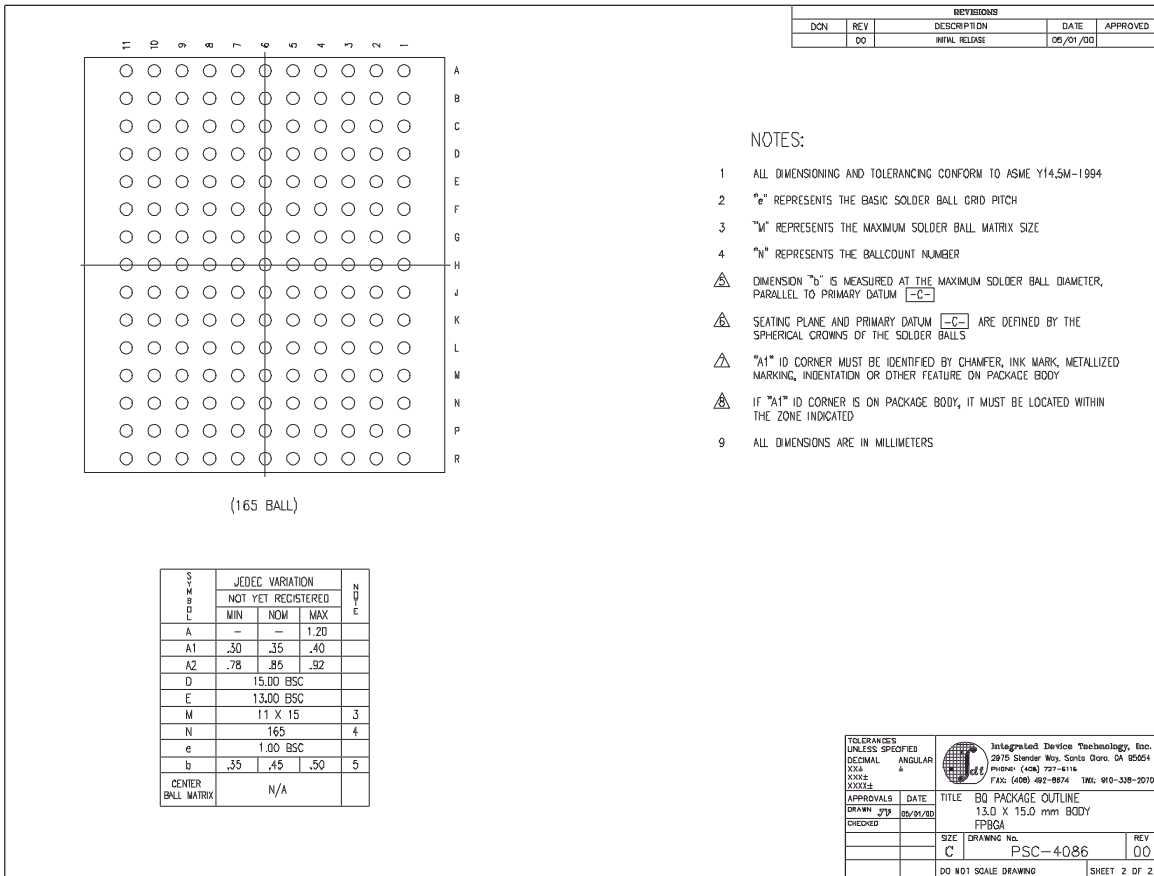 REVISIONS
DCN REV DESCRIPTION DATE APPROVED
00 INITIAL RELEASE 05/01/00
11 10 9 8 7 6 5 4 3 2 1
A
B
C
D
E
F
G
H
J
K
L
M
N
P
R
(165 BALL)
NOTES:
1 ALL DIMENSIONING AND TOLERANCING CONFORM TO ASME Y14.5M-1994
2 "e" REPRESENTS THE BASIC SOLDER BALL GRID PITCH
3 "M" REPRESENTS THE MAXIMUM SOLDER BALL MATRIX SIZE
4 "N" REPRESENTS THE BALLCOUNT NUMBER
5 DIMENSION "b" IS MEASURED AT THE MAXIMUM SOLDER BALL DIAMETER,
PARALLEL TO PRIMARY DATUM -C-
6 SEATING PLANE AND PRIMARY DATUM -C- ARE DEFINED BY THE
SPHERICAL CROWNS OF THE SOLDER BALLS
7 "A1" ID CORNER MUST BE IDENTIFIED BY CHAMFER, INK MARK, METALLIZED
MARKING, INDENTATION OR OTHER FEATURE ON PACKAGE BODY
8 IF "A1" ID CORNER IS ON PACKAGE BODY, IT MUST BE LOCATED WITHIN
THE ZONE INDICATED
9 ALL DIMENSIONS ARE IN MILLIMETERS
SYMBOL JEDEC VARIATION NOTE
NOT YET REGISTERED
MIN NOM MAX
A – – 1.20
A1 .30 .35 .40
A2 .78 .85 .92
D 15.00 BSC
E 13.00 BSC
M 11 X 15 3
N 165 4
e 1.00 BSC
b .35 .45 .50 5
CENTER BALL MATRIX N/A
TOLERANCES
UNLESS SPECIFIED
DECIMAL ANGULAR
XX± ±
XXX±
XXXX±
idt
Integrated Device Technology, Inc.
2975 Stender Way, Santa Clara, CA 95054
PHONE: (408) 727-6116
FAX: (408) 492-8674 TWX: 910-338-2070
APPROVALS DATE
DRAWN 05/01/00
CHECKED
TITLE BQ PACKAGE OUTLINE
13.0 X 15.0 mm BODY
FPBGA
SIZE DRAWING No. REV
C PSC-4086 00
DO NOT SCALE DRAWING SHEET 2 OF 2